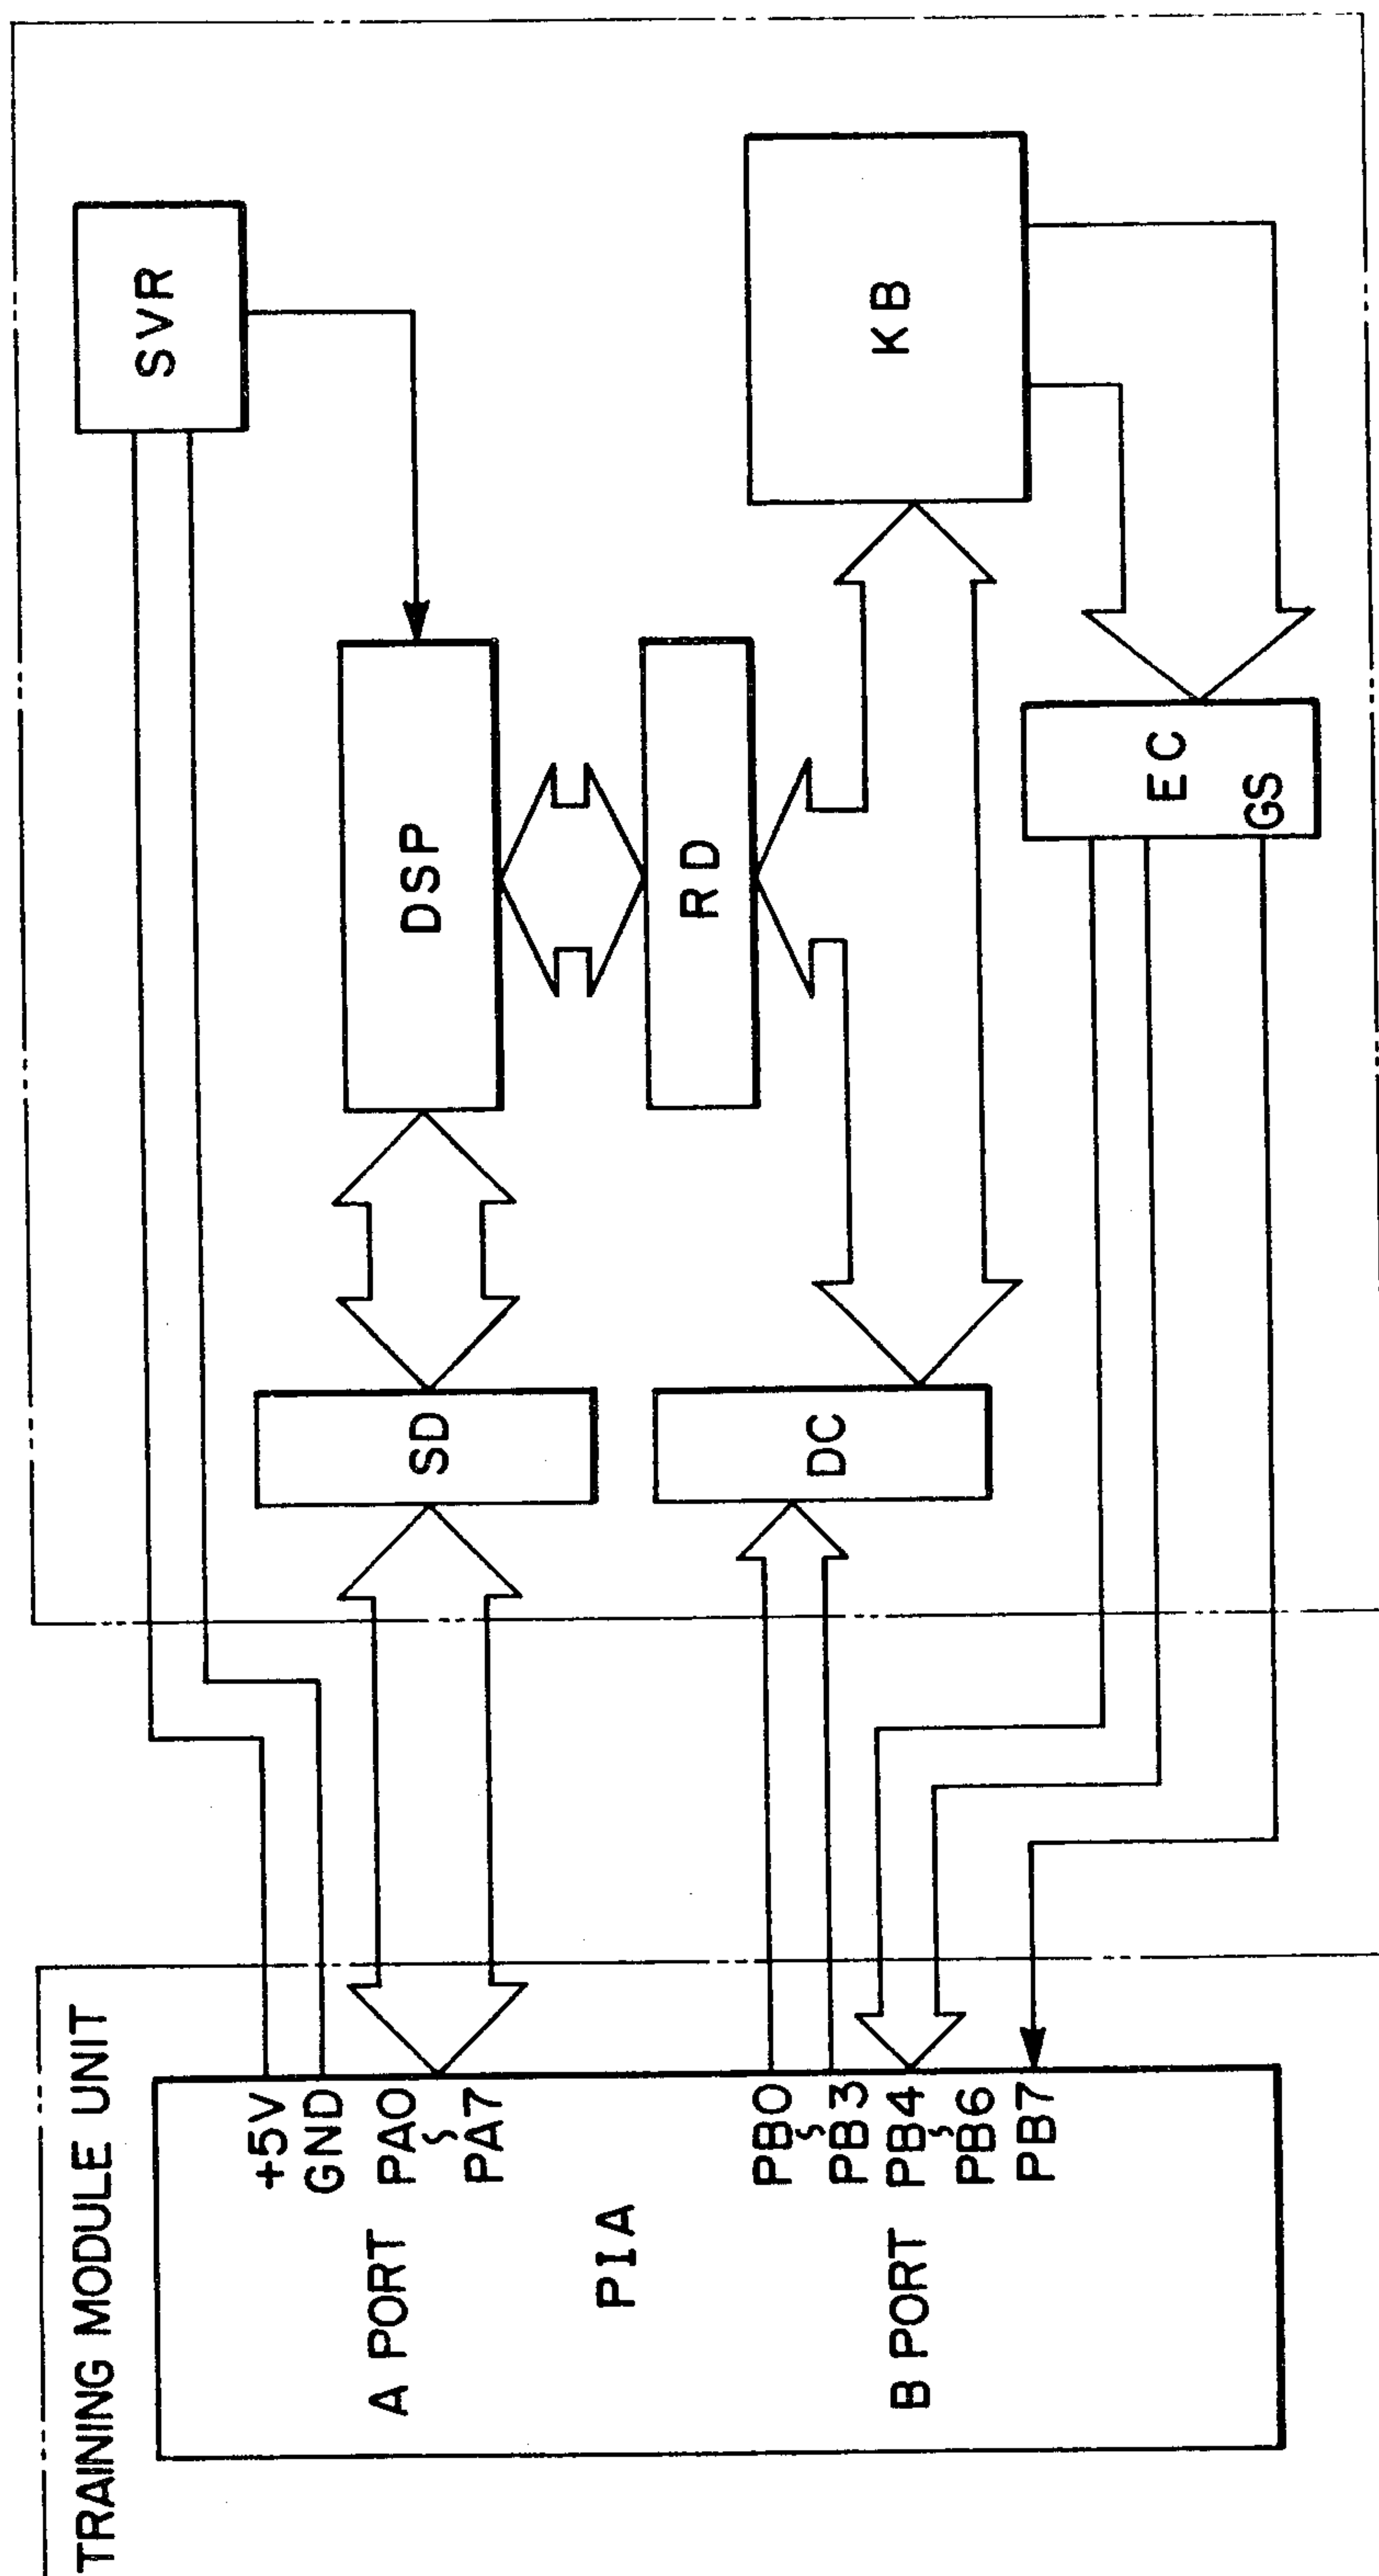 TRAINING MODULE UNIT
+5V
GND
A PORT
PA0
∫
PA7
PIA
B PORT
PB0
∫
PB3
PB4
∫
PB6
PB7
SD
DC
DSP
RD
SVR
KB
EC
GS